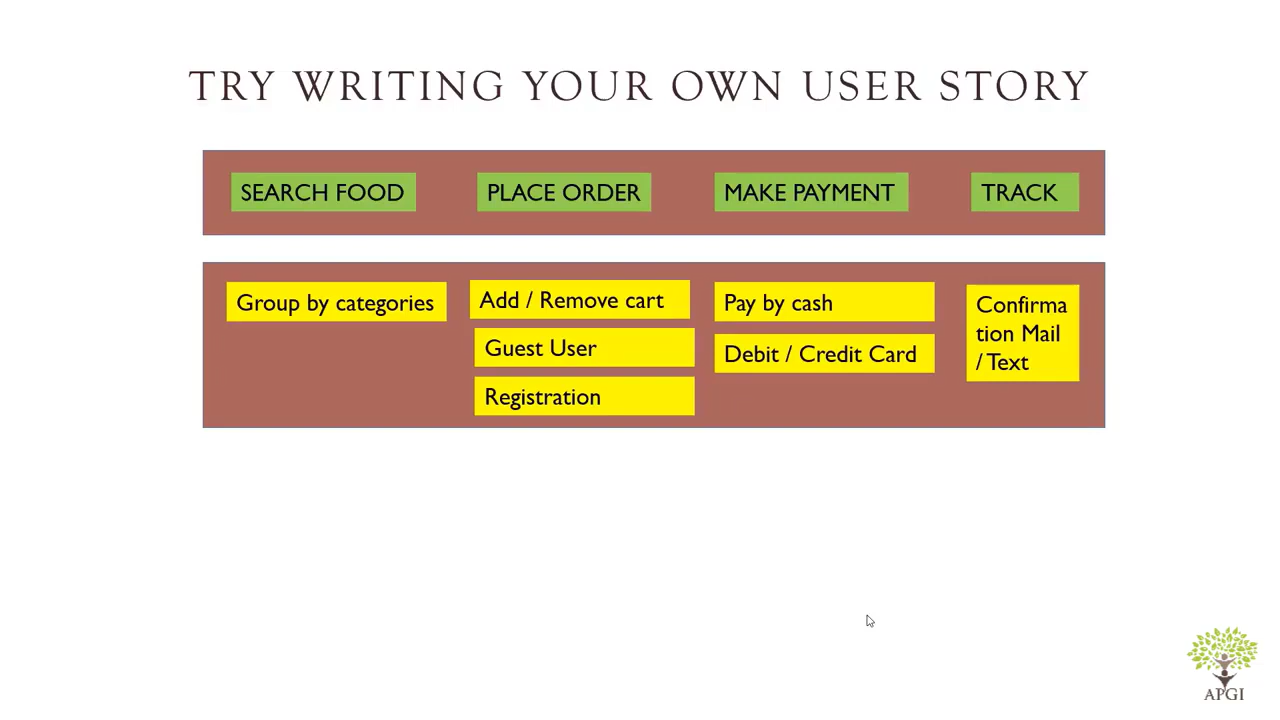 TRY WRITING YOUR OWN USER STORY
SEARCH FOOD
PLACE ORDER
MAKE PAYMENT
TRACK
Group by categories
Add / Remove cart
Guest User
Registration
Pay by cash
Debit / Credit Card
Confirma
tion Mail
/ Text
APGI